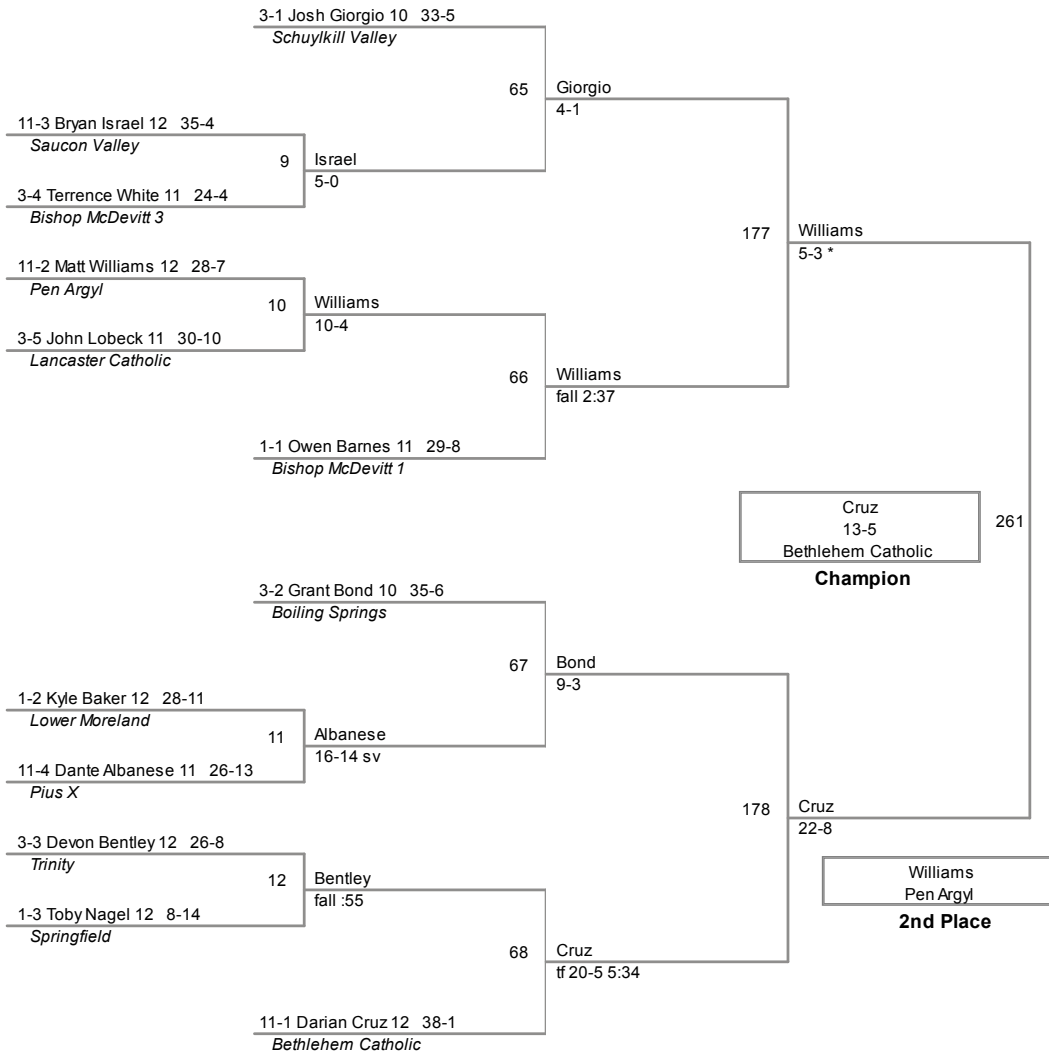 3-1 Josh Giorgio 10 33-5
Schuylkill Valley
65
Giorgio
4-1
11-3 Bryan Israel 12 35-4
Saucon Valley
9
Israel
5-0
3-4 Terrence White 11 24-4
Bishop McDevitt 3
177
Williams
5-3 *
11-2 Matt Williams 12 28-7
Pen Argyl
10
Williams
10-4
3-5 John Lobeck 11 30-10
Lancaster Catholic
66
Williams
fall 2:37
1-1 Owen Barnes 11 29-8
Bishop McDevitt 1
Cruz
13-5
Bethlehem Catholic
Champion
261
3-2 Grant Bond 10 35-6
Boiling Springs
67
Bond
9-3
1-2 Kyle Baker 12 28-11
Lower Moreland
11
Albanese
16-14 sv
11-4 Dante Albanese 11 26-13
Pius X
178
Cruz
22-8
3-3 Devon Bentley 12 26-8
Trinity
12
Bentley
fall :55
1-3 Toby Nagel 12 8-14
Springfield
Williams
Pen Argyl
2nd Place
68
Cruz
tf 20-5 5:34
11-1 Darian Cruz 12 38-1
Bethlehem Catholic